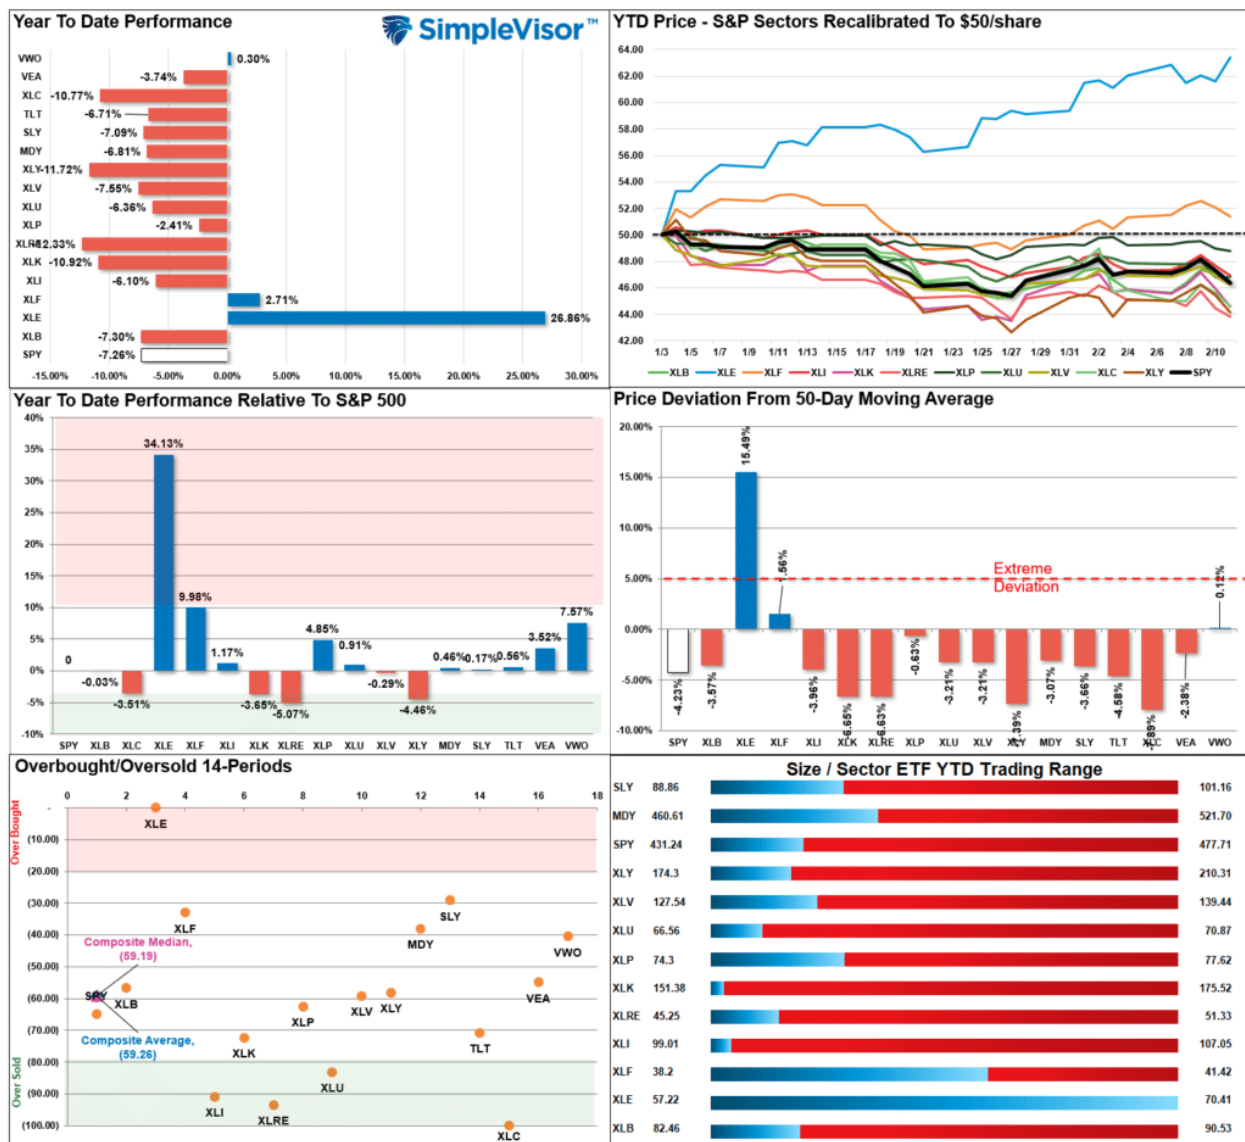 Year To Date Performance
SimpleVisor™
VWO 0.30%
VEA -3.74%
XLC -10.77%
TLT -6.71%
SLY -7.09%
MDY -6.81%
XLY -11.72%
XLV -7.55%
XLU -6.36%
XLP -2.41%
XLRE -12.33%
XLK -10.92%
XLI -6.10%
XLF 2.71%
XLE 26.86%
XLB -7.30%
SPY -7.26%
-15.00% -10.00% -5.00% 0.00% 5.00% 10.00% 15.00% 20.00% 25.00% 30.00%
YTD Price - S&P Sectors Recalibrated To $50/share
64.00
62.00
60.00
58.00
56.00
54.00
52.00
50.00
48.00
46.00
44.00
42.00
1/3 1/5 1/7 1/9 1/11 1/13 1/15 1/17 1/19 1/21 1/23 1/25 1/27 1/29 1/31 2/2 2/4 2/6 2/8 2/10
XLB XLE XLF XLI XLK XLRE XLP XLU XLV XLC XLY SPY
Year To Date Performance Relative To S&P 500
40%
35%
30%
25%
20%
15%
10%
5%
0%
-5%
-10%
0 -0.03% -3.51% 34.13% 9.98% 1.17% -3.65% -5.07% 4.85% 0.91% -0.29% -4.46% 0.46% 0.17% 0.56% 3.52% 7.57%
SPY XLB XLC XLE XLF XLI XLK XLRE XLP XLU XLV XLY MDY SLY TLT VEA VWO
Price Deviation From 50-Day Moving Average
20.00%
15.00%
10.00%
5.00%
0.00%
-5.00%
-10.00%
Extreme
Deviation
-4.23% -3.57% 15.49% 1.56% -3.96% -6.65% -6.63% -0.63% -3.21% -3.21% -7.39% -3.07% -3.66% -4.58% -7.89% -2.38% 0.12%
SPY XLB XLE XLF XLI XLK XLRE XLP XLU XLV XLY MDY SLY TLT XLC VEA VWO
Overbought/Oversold 14-Periods
0 2 4 6 8 10 12 14 16 18
-
(10.00)
(20.00)
(30.00)
(40.00)
(50.00)
(60.00)
(70.00)
(80.00)
(90.00)
(100.00)
Over Bought
Over Sold
XLE
SLY
XLF
MDY
VWO
Composite Median,
(59.19)
SPY
XLB
XLP
XLV
XLY
VEA
Composite Average,
(59.26)
XLK
TLT
XLU
XLI
XLRE
XLC
Size / Sector ETF YTD Trading Range
SLY 88.86 101.16
MDY 460.61 521.70
SPY 431.24 477.71
XLY 174.3 210.31
XLV 127.54 139.44
XLU 66.56 70.87
XLP 74.3 77.62
XLK 151.38 175.52
XLRE 45.25 51.33
XLI 99.01 107.05
XLF 38.2 41.42
XLE 57.22 70.41
XLB 82.46 90.53